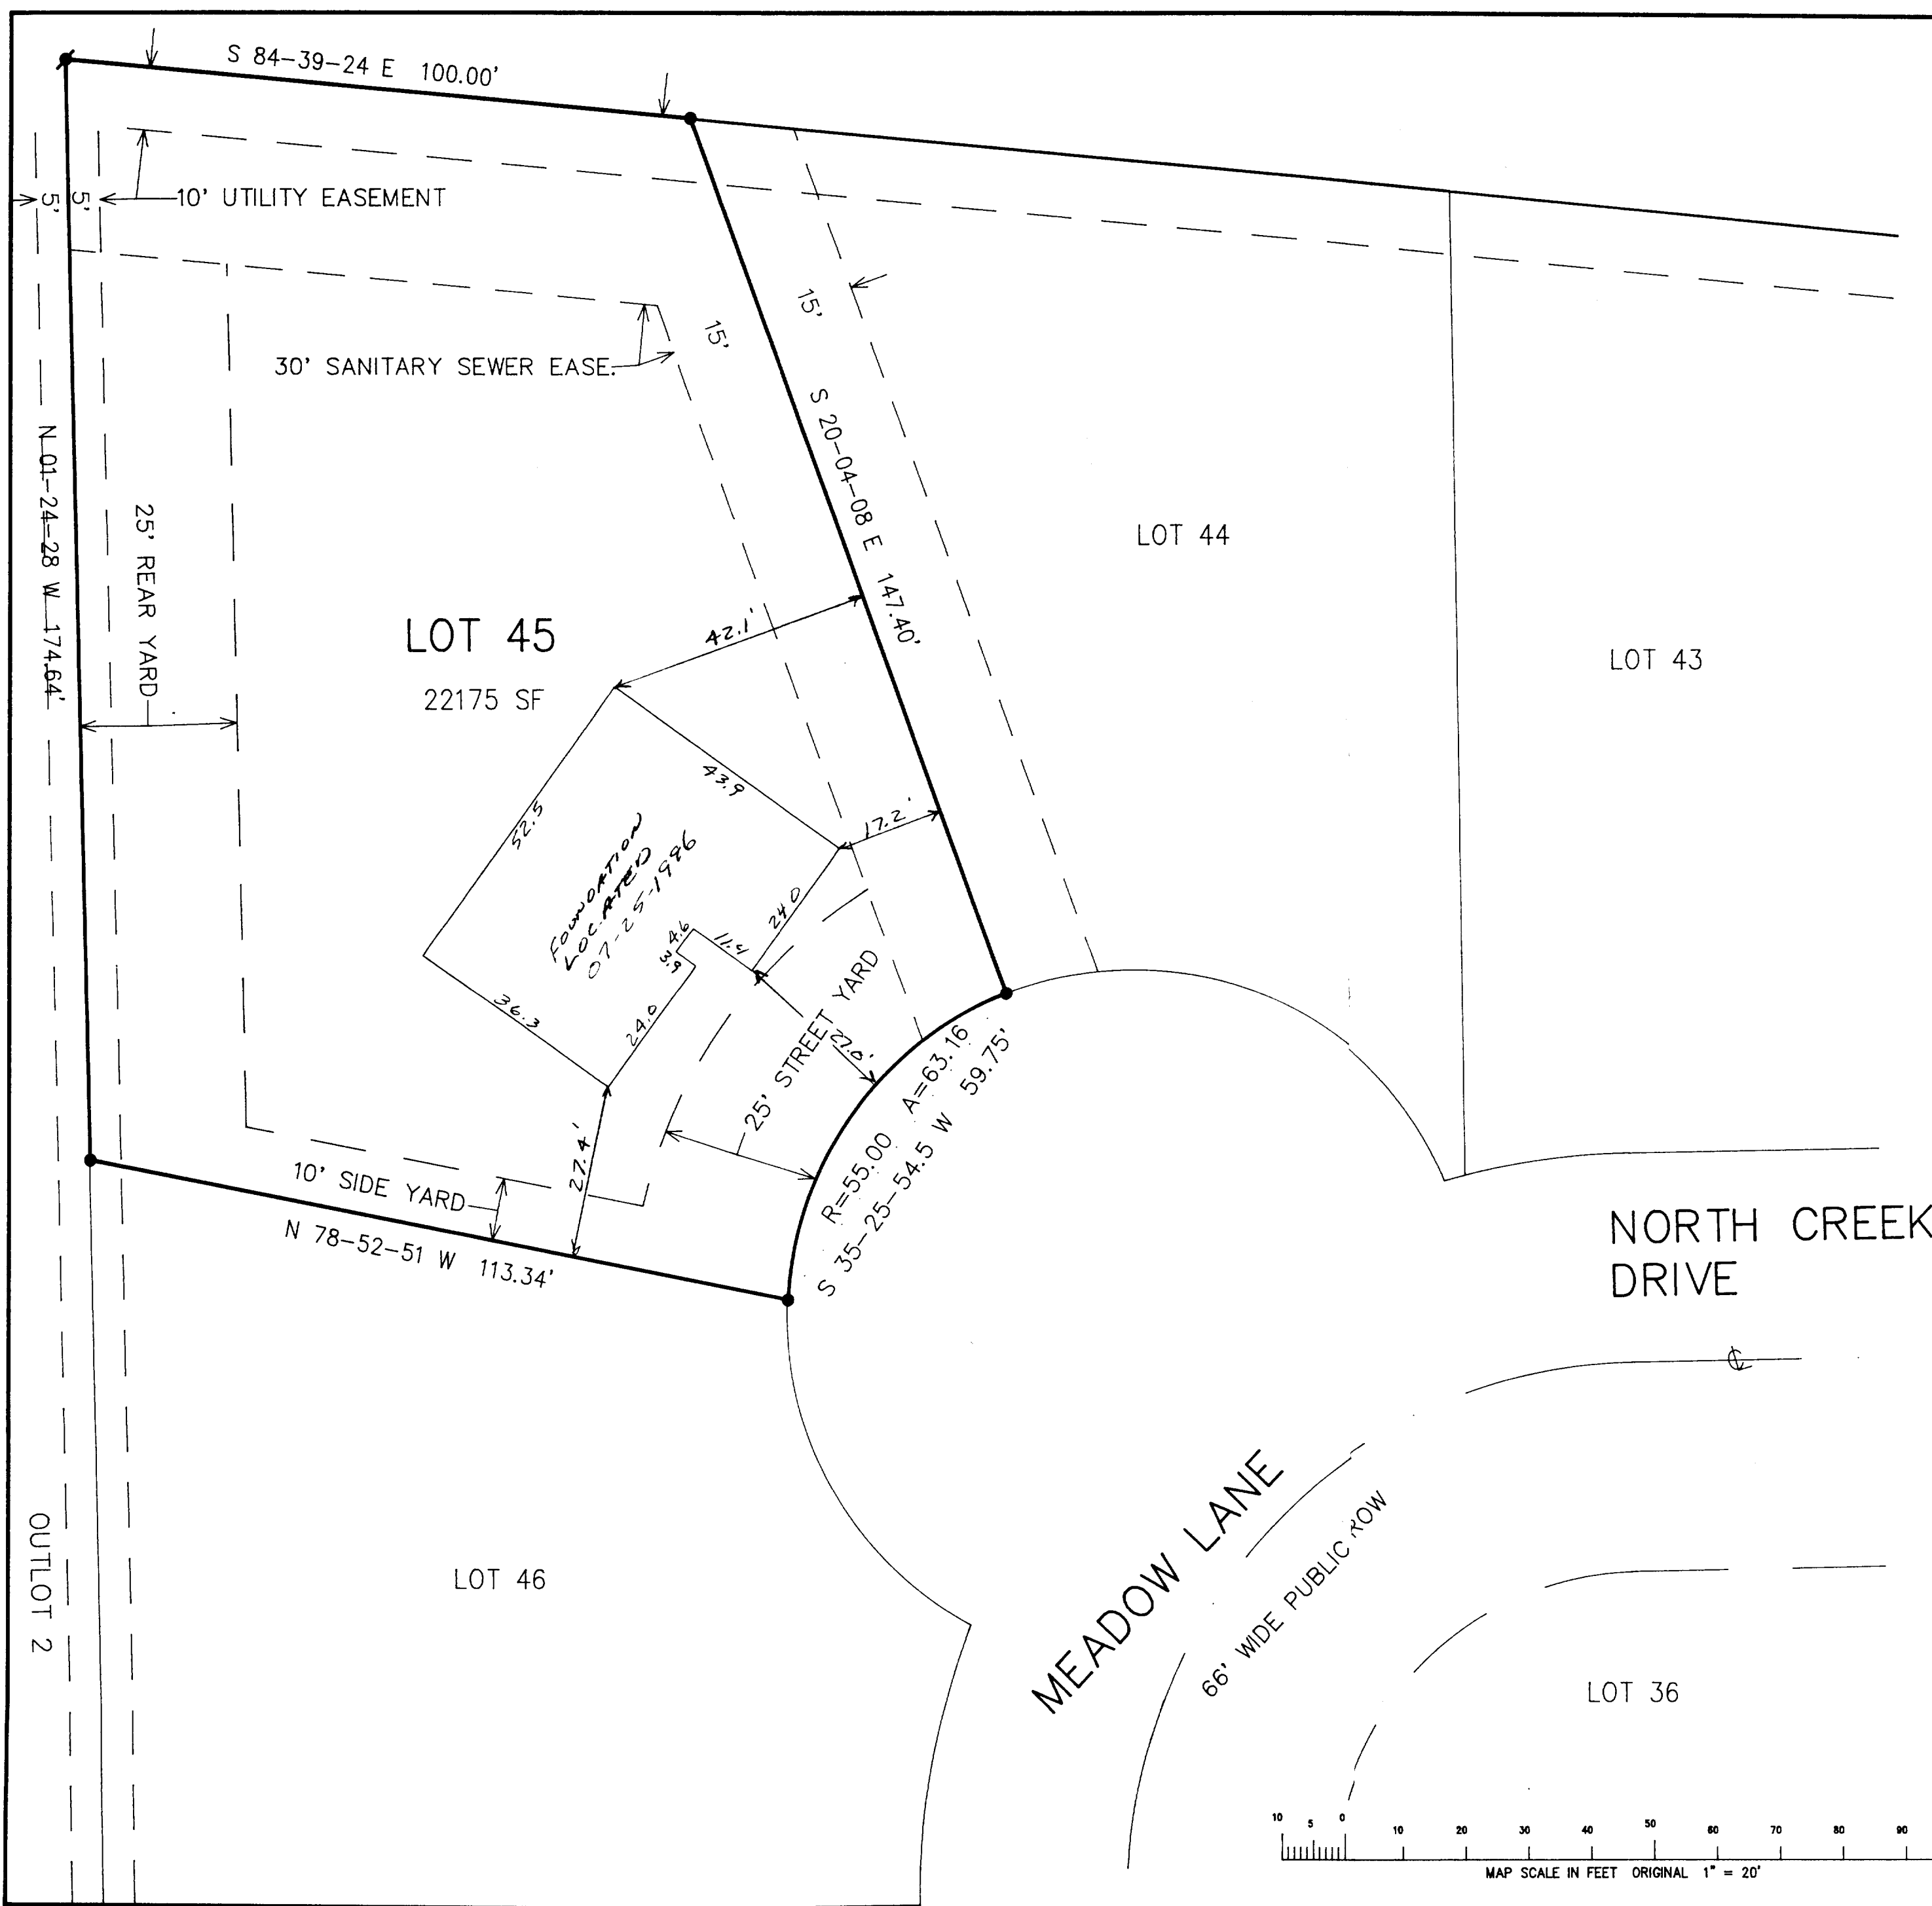 S 84-39-24 E 100.00'
5'
5'
10' UTILITY EASEMENT
30' SANITARY SEWER EASE.
15'
15'
S 20-04-08 E 147.40'
N 01-24-28 W 174.64'
25' REAR YARD
LOT 45
22175 SF
LOT 44
LOT 43
42.1'
43.9
17.2'
52.5
FOUNDATION
LOCATED
07-25-1996
24.0
4.6
11.4
3.9
24.0
36.3
27.0'
25' STREET YARD
27.4'
10' SIDE YARD
N 78-52-51 W 113.34'
R=55.00 A=63.16
S 35-25-54.5 W 59.75'
NORTH CREEK
DRIVE
℄
OUTLOT 2
LOT 46
MEADOW LANE
66' WIDE PUBLIC ROW
LOT 36
10 5 0 10 20 30 40 50 60 70 80 90
MAP SCALE IN FEET ORIGINAL 1" = 20'